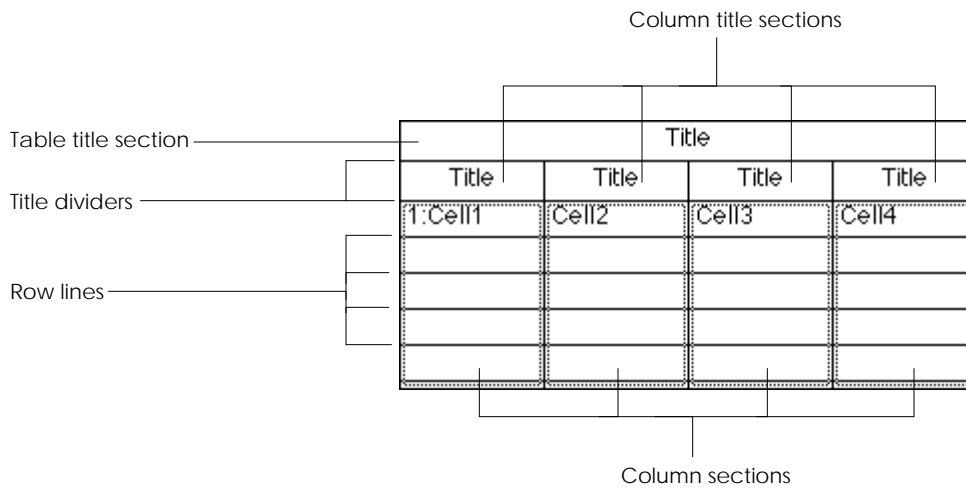 Column title sections
Table title section
Title
Title Title Title Title
Title dividers
1:Cell1 Cell2 Cell3 Cell4
Row lines
Column sections